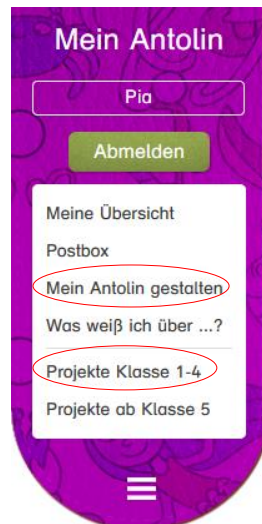 Mein Antolin
Pia
Abmelden
Meine Übersicht
Postbox
Mein Antolin gestalten
Was weiß ich über ...?
Projekte Klasse 1-4
Projekte ab Klasse 5